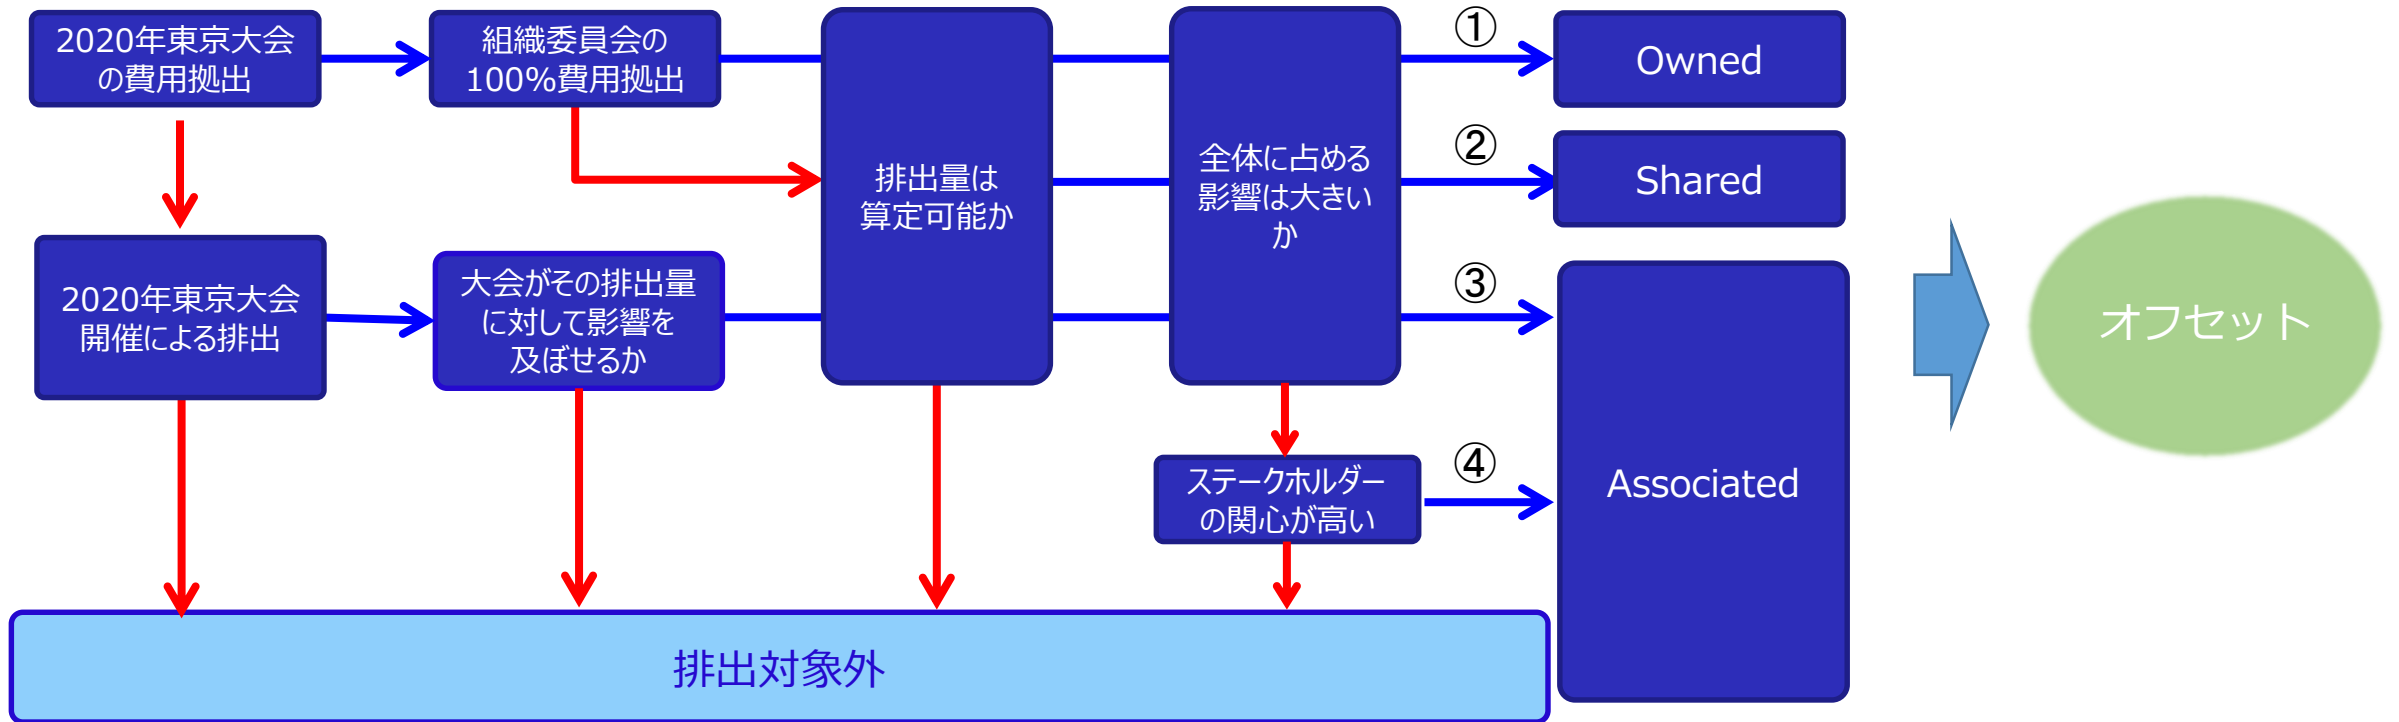 2020年東京大会
の費用拠出
組織委員会の
100%費用拠出
排出量は
算定可能か
全体に占める
影響は大きい
か
①
Owned
②
Shared
2020年東京大会
開催による排出
大会がその排出量
に対して影響を
及ぼせるか
③
オフセット
ステークホルダー
の関心が高い
④
Associated
排出対象外